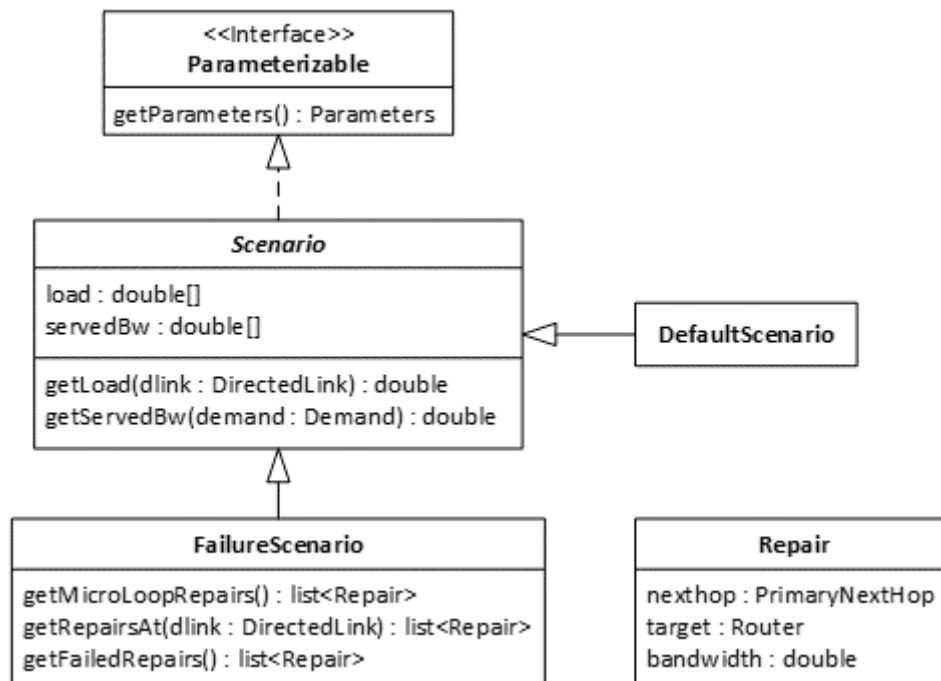 <<Interface>>
Parameterizable
getParameters() : Parameters
Scenario
load : double[]
servedBw : double[]
getLoad(dlink : DirectedLink) : double
getServedBw(demand : Demand) : double
DefaultScenario
FailureScenario
getMicroLoopRepairs() : list<Repair>
getRepairsAt(dlink : DirectedLink) : list<Repair>
getFailedRepairs() : list<Repair>
Repair
nexthop : PrimaryNextHop
target : Router
bandwidth : double